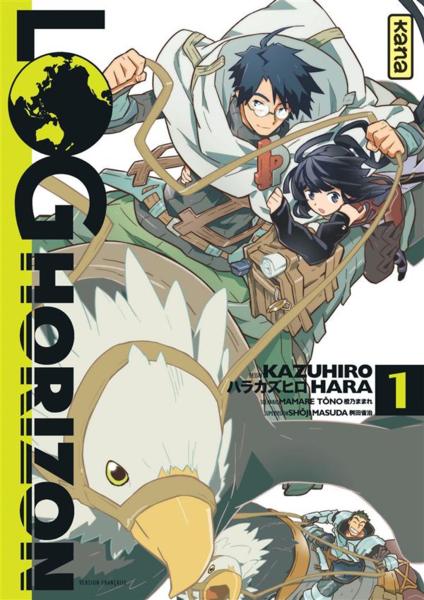 LOG HORIZON
kana
DESSIN KAZUHIRO
ハラカズヒロ HARA
SCÉNARIO MAMARE TÔNO 橙乃ままれ
SUPERVISION SHÔJI MASUDA 桝田省治
1
VERSION FRANÇAISE